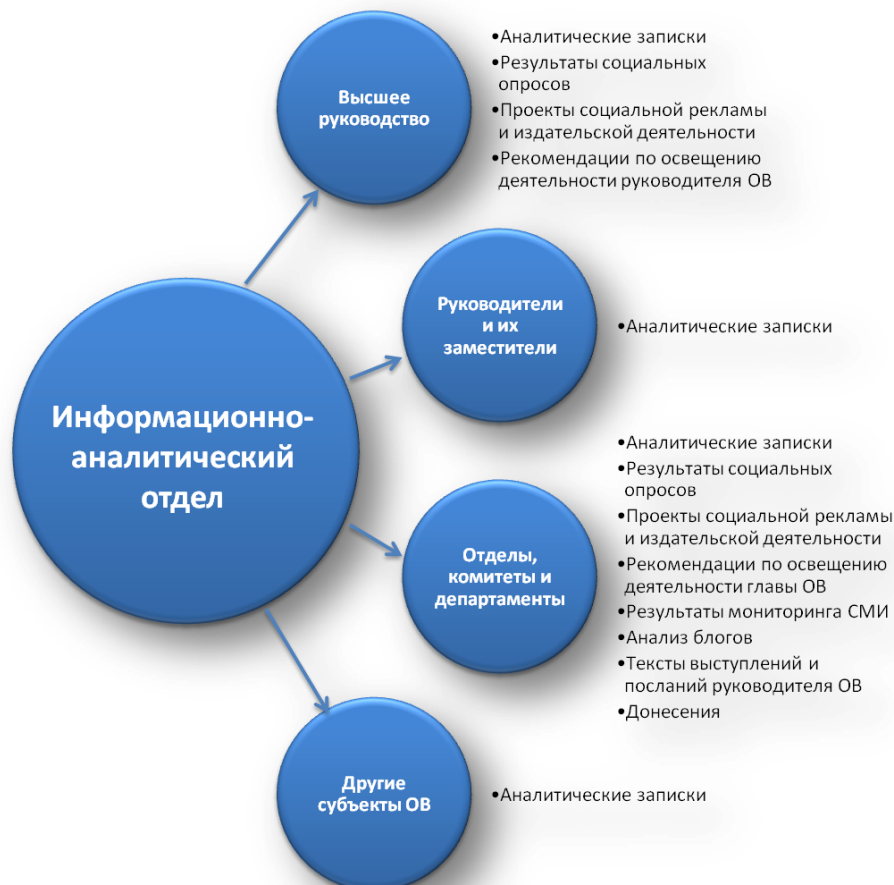 Высшее
руководство
•Аналитические записки
•Результаты социальных
опросов
•Проекты социальной рекламы
и издательской деятельности
•Рекомендации по освещению
деятельности руководителя ОВ
Руководители
и их
заместители
•Аналитические записки
Информационно-
аналитический
отдел
Отделы,
комитеты и
департаменты
•Аналитические записки
•Результаты социальных
опросов
•Проекты социальной рекламы
и издательской деятельности
•Рекомендации по освещению
деятельности главы ОВ
•Результаты мониторинга СМИ
•Анализ блогов
•Тексты выступлений и
посланий руководителя ОВ
•Донесения
Другие
субъекты ОВ
•Аналитические записки